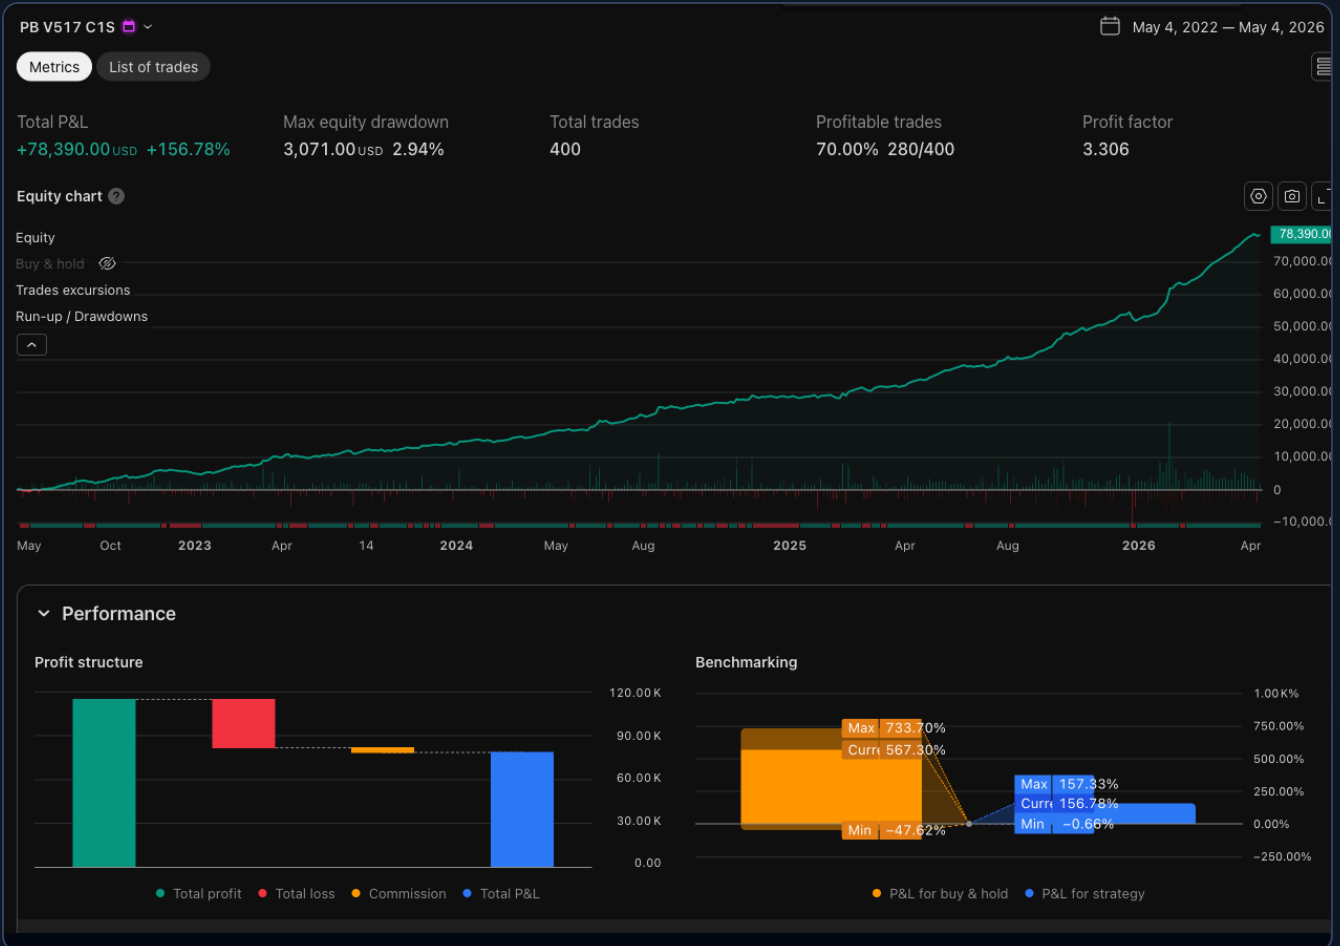 PB V517 C1S
May 4, 2022 — May 4, 2026
Metrics
List of trades
Total P&L
Max equity drawdown
Total trades
Profitable trades
Profit factor
+78,390.00 USD +156.78%
3,071.00 USD 2.94%
400
70.00% 280/400
3.306
Equity chart ?
Equity
Buy & hold
Trades excursions
Run-up / Drawdowns
78,390.00
70,000.00
60,000.00
50,000.00
40,000.00
30,000.00
20,000.00
10,000.00
0
−10,000.0
May Oct 2023 Apr 14 2024 May Aug 2025 Apr Aug 2026 Apr
Performance
Profit structure
120.00 K
90.00 K
60.00 K
30.00 K
0.00
Total profit
Total loss
Commission
Total P&L
Benchmarking
1.00 K%
750.00%
500.00%
250.00%
0.00%
−250.00%
Max 733.70%
Curre 567.30%
Min −47.62%
Max 157.33%
Curre 156.78%
Min −0.66%
P&L for buy & hold
P&L for strategy